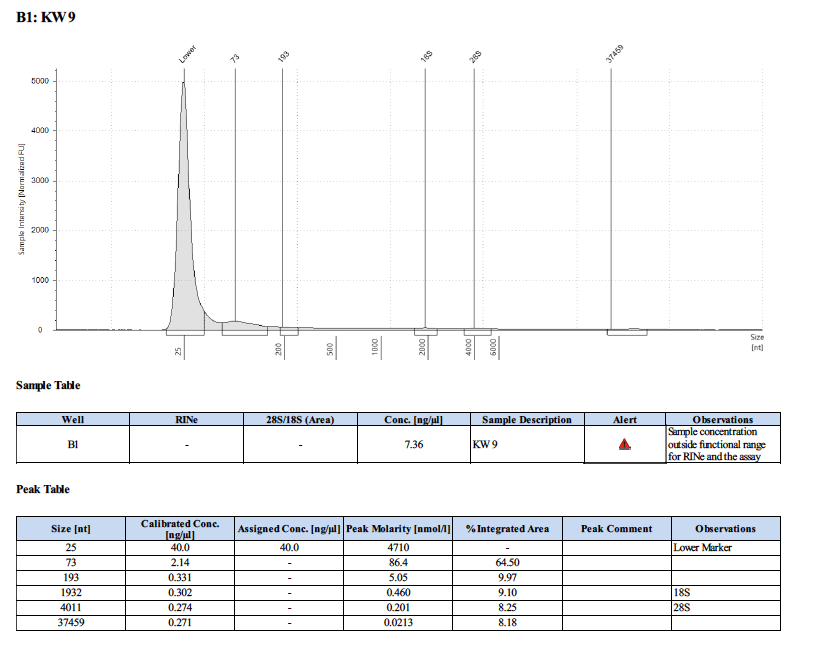 B1: KW 9
Lower 73 193 18S 28S 37459
Sample Intensity [Normalized FU]
5000
4000
3000
2000
1000
0
25 200 500 1000 2000 4000 6000
Size
[nt]
Sample Table
Well RINe 28S/18S (Area) Conc. [ng/µl] Sample Description Alert Observations
B1 - - 7.36 KW 9 Sample concentration
outside functional range
for RINe and the assay
Peak Table
Size [nt] Calibrated Conc. [ng/µl] Assigned Conc. [ng/µl] Peak Molarity [nmol/l] % Integrated Area Peak Comment Observations
25 40.0 40.0 4710 - Lower Marker
73 2.14 - 86.4 64.50
193 0.331 - 5.05 9.97
1932 0.302 - 0.460 9.10 18S
4011 0.274 - 0.201 8.25 28S
37459 0.271 - 0.0213 8.18